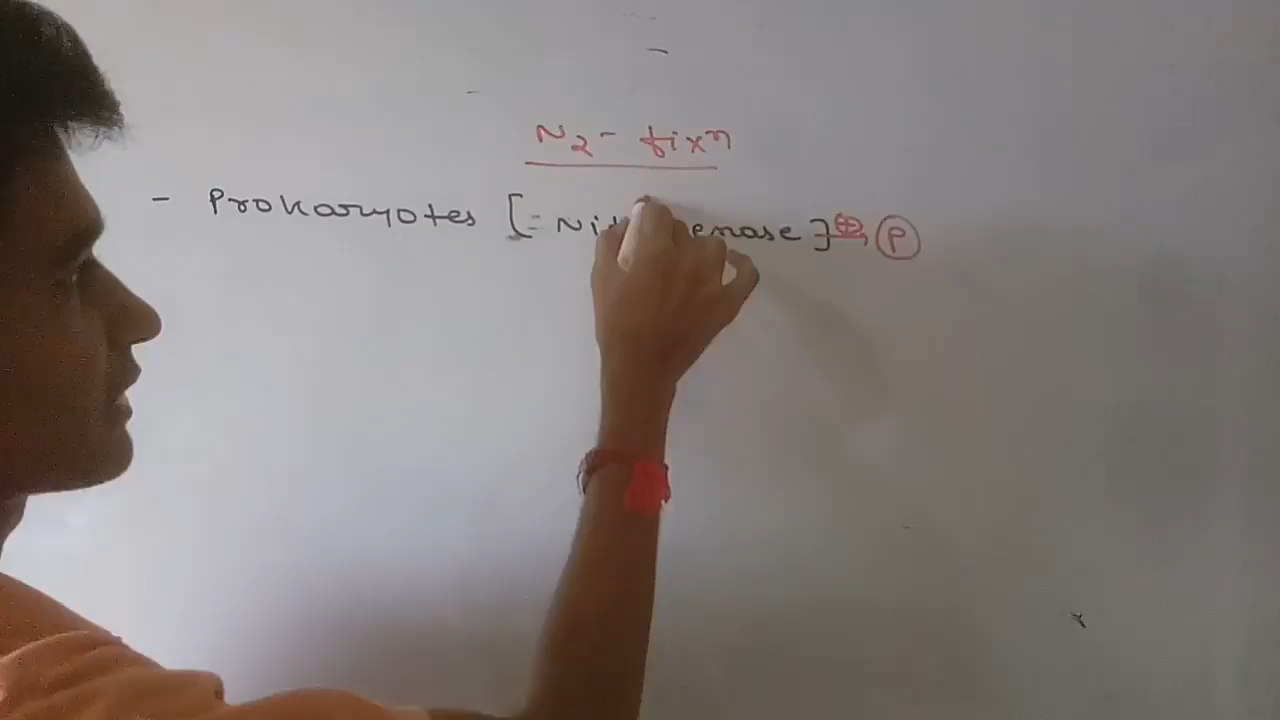 N2 - fixn
- Prokaryotes [ = Ni enase } ⊕ P